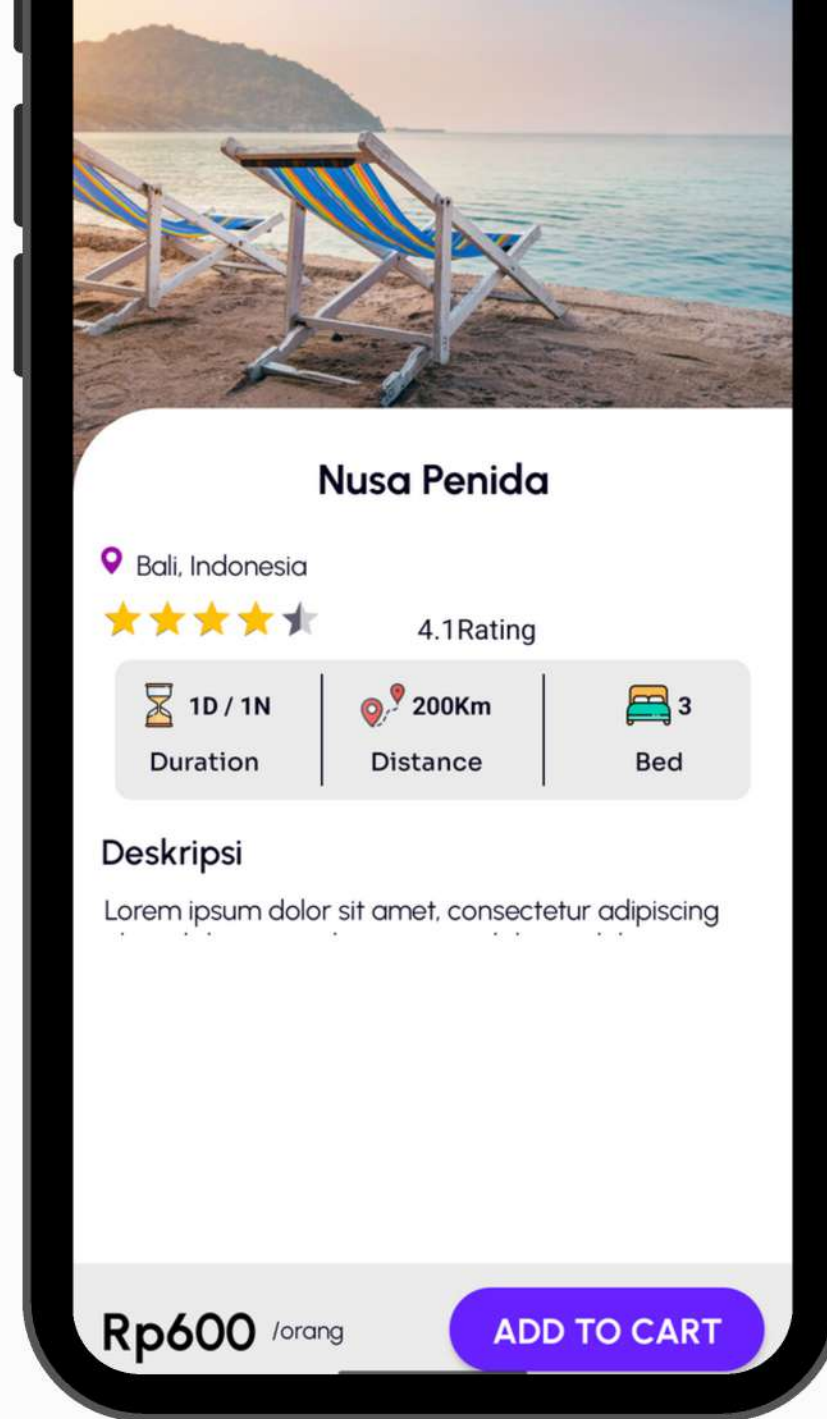 Nusa Penida
Bali, Indonesia
4.1Rating
1D / 1N
200Km
3
Duration
Distance
Bed
Deskripsi
Lorem ipsum dolor sit amet, consectetur adipiscing
Rp600 /orang
ADD TO CART